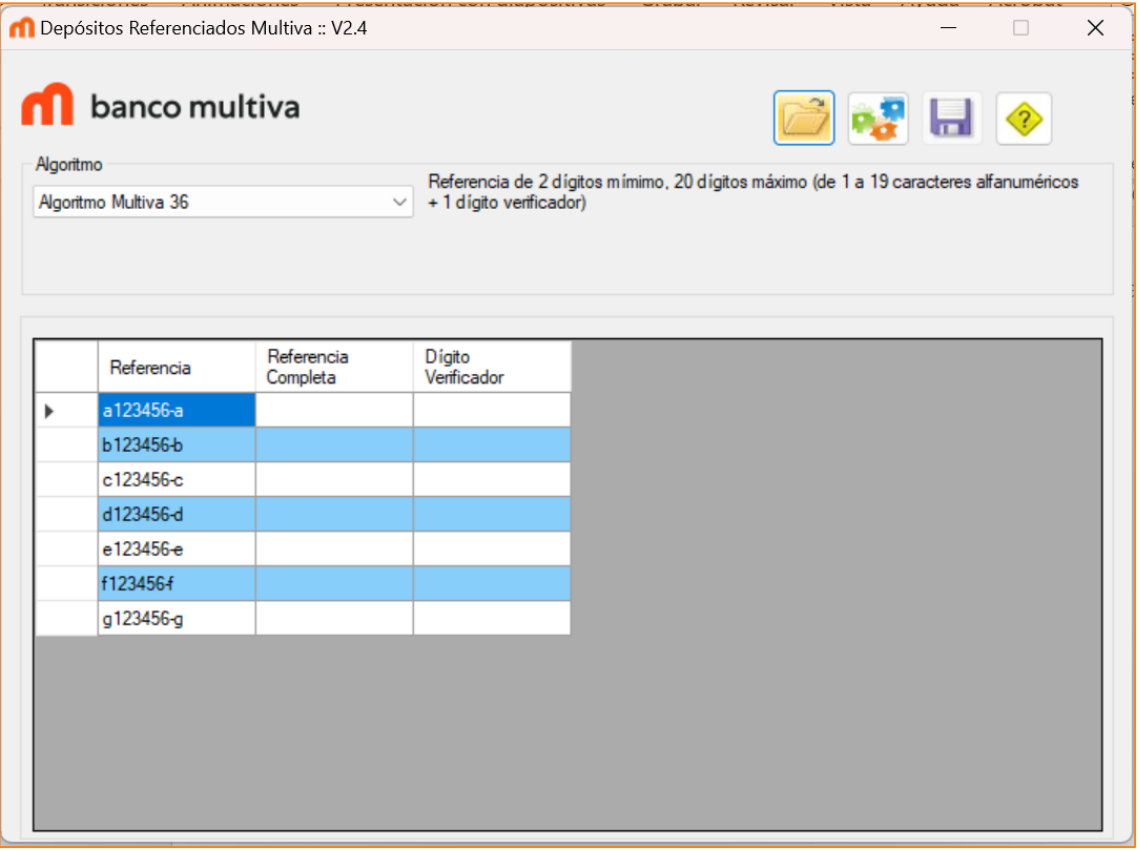 Depósitos Referenciados Multiva :: V2.4
banco multiva
Algoritmo
Algoritmo Multiva 36
Referencia de 2 dígitos mímimo, 20 dígitos máximo (de 1 a 19 caracteres alfanuméricos
+ 1 dígito verificador)
Referencia
Referencia
Completa
Dígito
Verificador
a123456-a
b123456-b
c123456-c
d123456-d
e123456-e
f123456-f
g123456-g